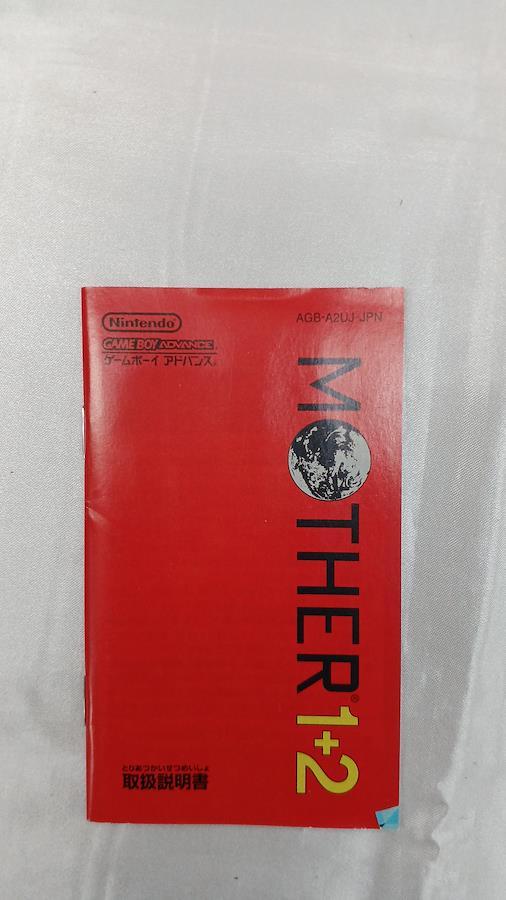 Nintendo
AGB-A2UJ-JPN
GAME BOY ADVANCE
ゲームボーイ アドバンス
MOTHER® 1+2
とりあつかいせつめいしょ
取扱説明書